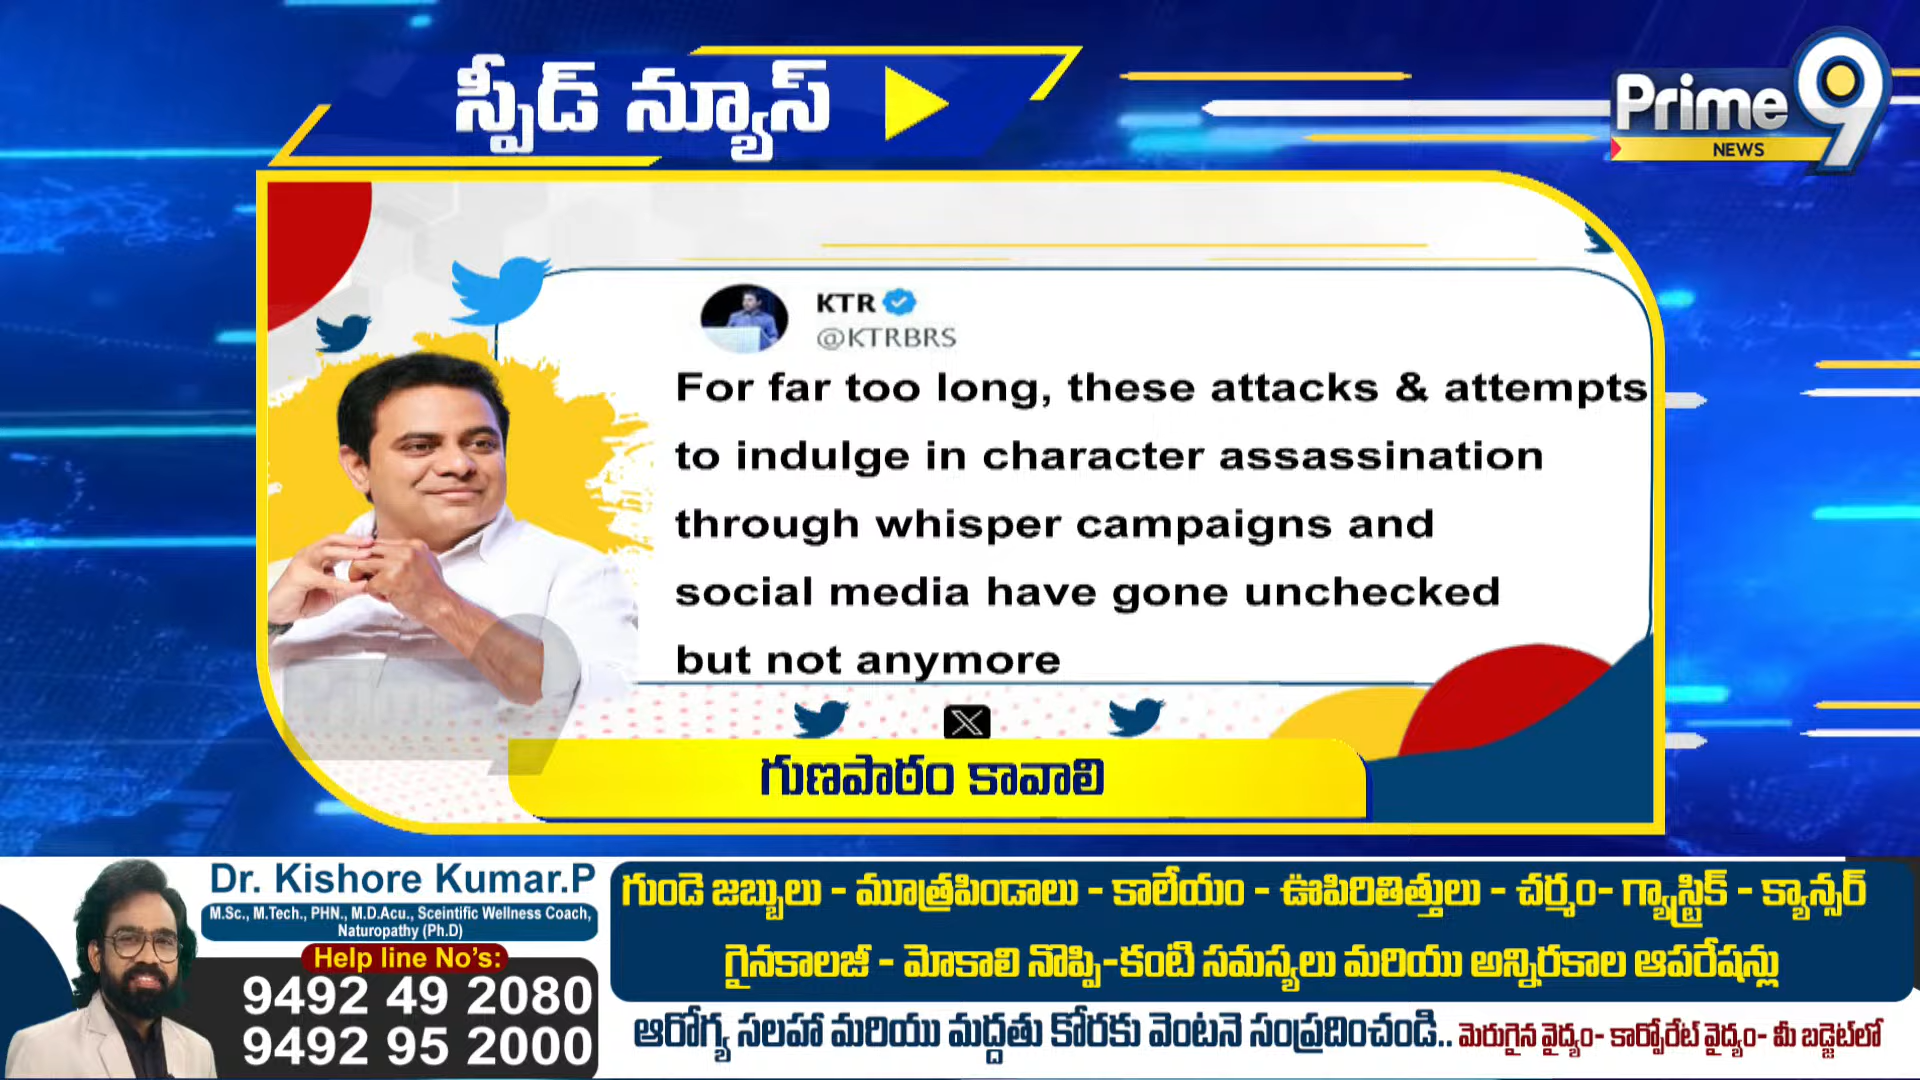 స్పీడ్ న్యూస్
Prime9
NEWS
KTR
@KTRBRS
For far too long, these attacks & attempts
to indulge in character assassination
through whisper campaigns and
social media have gone unchecked
but not anymore
గుణపాఠం కావాలి
Dr. Kishore Kumar.P
M.Sc., M.Tech., PHN., M.D.Acu., Sceintific Wellness Coach,
Naturopathy (Ph.D)
Help line No's:
9492 49 2080
9492 95 2000
గుండె జబ్బులు - మూత్రపిండాలు - కాలేయం - ఊపిరితిత్తులు - చర్మం- గ్యాస్ట్రిక్ - క్యాన్సర్
గైనకాలజీ - మోకాలి నొప్పి-కంటి సమస్యలు మరియు అన్నిరకాల ఆపరేషన్లు
ఆరోగ్య సలహా మరియు మద్దతు కోరకు వెంటనె సంప్రదించండి.. మెరుగైన వైద్యం- కార్పోరేట్ వైద్యం- మీ బడ్జెట్‌లో